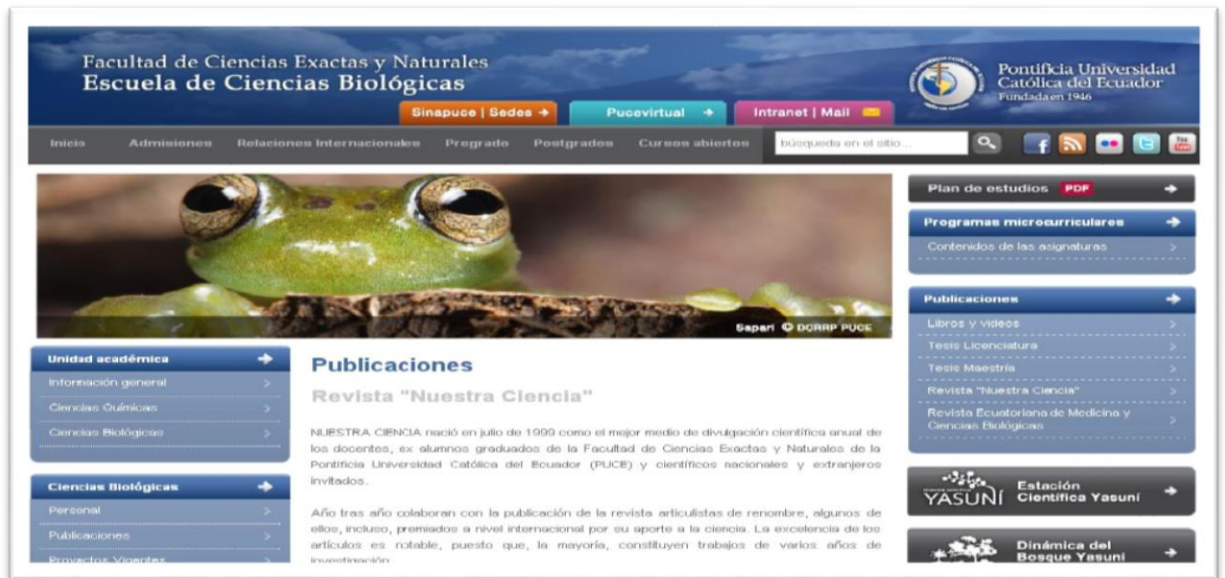 Facultad de Ciencias Exactas y Naturales
Escuela de Ciencias Biológicas
Pontificia Universidad
Católica del Ecuador
Fundada en 1946
Sinapuce | Sedes
Pucevirtual
Intranet | Mail
Inicio
Admisiones
Relaciones Internacionales
Pregrado
Postgrados
Cursos abiertos
búsqueda en el sitio...
Sapari © DCRRP PUCE
Unidad académica
Información general
Ciencias Químicas
Ciencias Biológicas
Ciencias Biológicas
Personal
Publicaciones
Proyectos Vigentes
Publicaciones
Revista "Nuestra Ciencia"
NUESTRA CIENCIA nació en julio de 1999 como el mejor medio de divulgación científica anual de
los docentes, ex alumnos graduados de la Facultad de Ciencias Exactas y Naturales de la
Pontificia Universidad Católica del Ecuador (PUCE) y científicos nacionales y extranjeros
invitados.
Año tras año colaboran con la publicación de la revista articulistas de renombre, algunos de
ellos, incluso, premiados a nivel internacional por su aporte a la ciencia. La excelencia de los
artículos es notable, puesto que, la mayoría, constituyen trabajos de varios años de
investigación.
Plan de estudios PDF
Programas microcurriculares
Contenidos de las asignaturas
Publicaciones
Libros y videos
Tesis Licenciatura
Tesis Maestría
Revista "Nuestra Ciencia"
Revista Ecuatoriana de Medicina y
Ciencias Biológicas
YASUNÍ
Estación
Científica Yasuní
Dinámica del
Bosque Yasuní